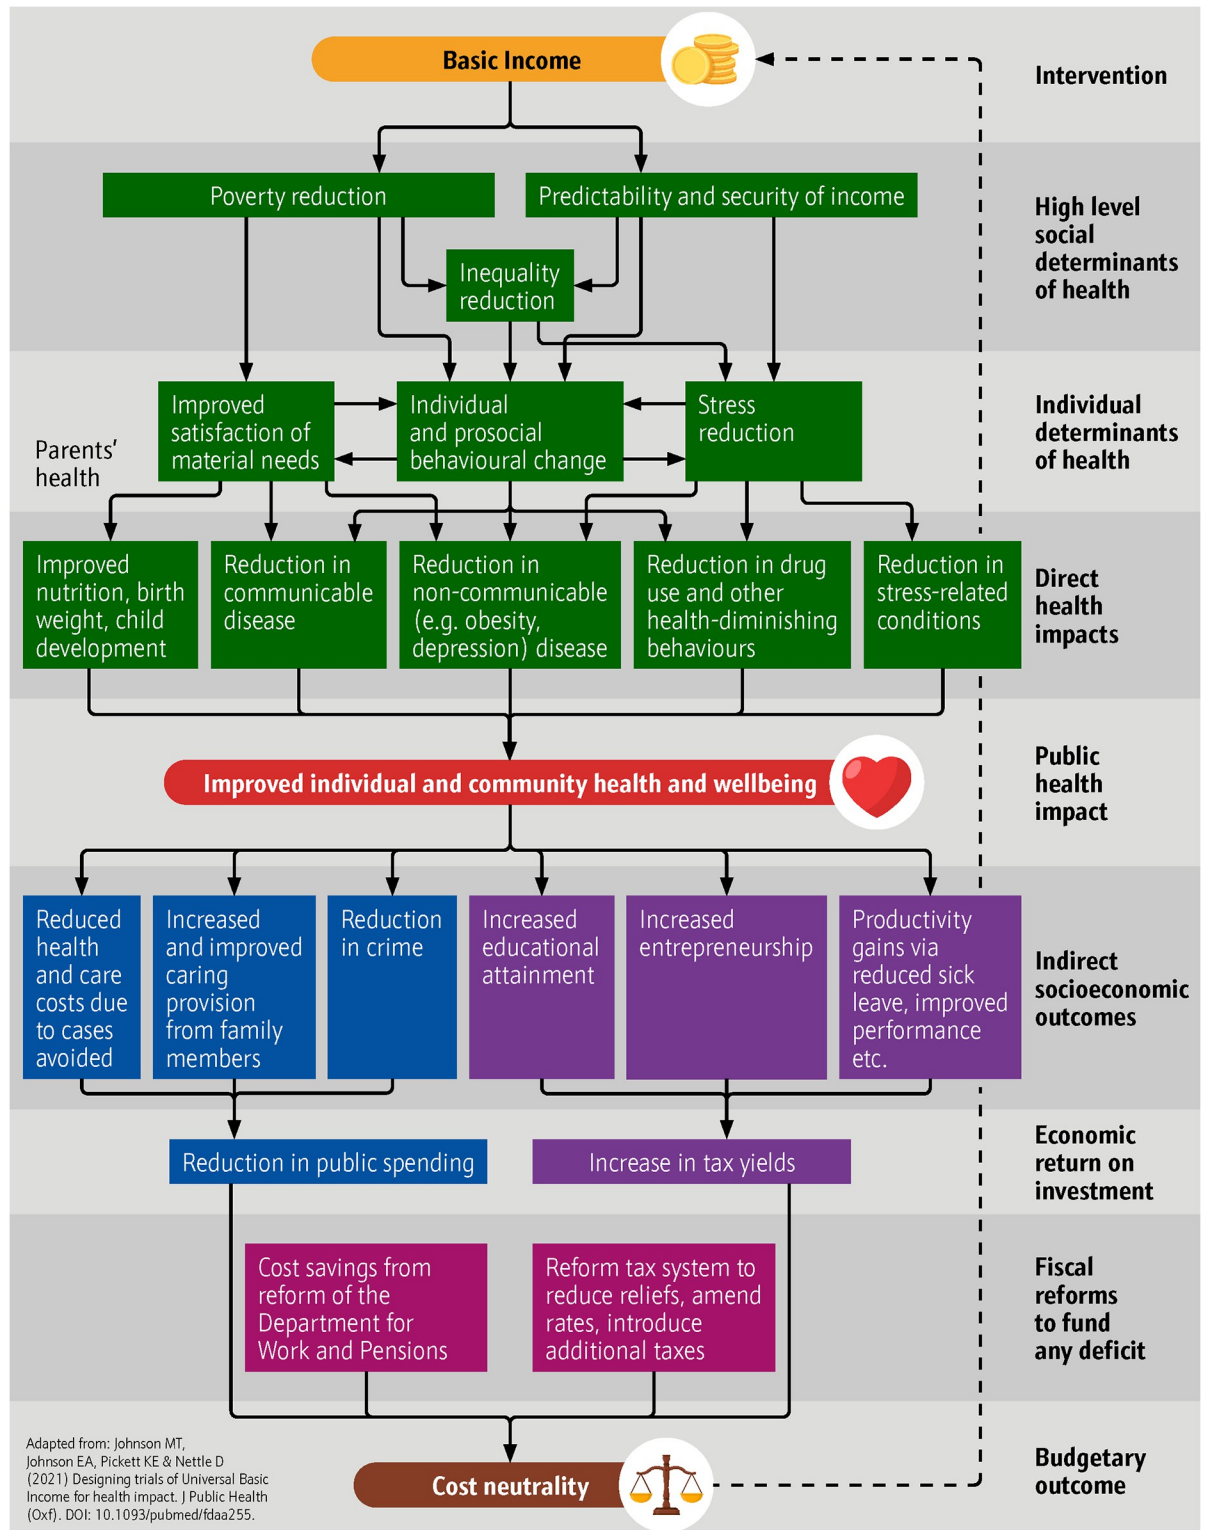 Basic Income
Intervention
Poverty reduction
Predictability and security of income
High level
social
determinants
of health
Inequality
reduction
Improved
satisfaction of
material needs
Individual
and prosocial
behavioural change
Stress
reduction
Individual
determinants
of health
Parents’
health
Improved
nutrition, birth
weight, child
development
Reduction in
communicable
disease
Reduction in
non-communicable
(e.g. obesity,
depression) disease
Reduction in drug
use and other
health-diminishing
behaviours
Reduction in
stress-related
conditions
Direct
health
impacts
Improved individual and community health and wellbeing
Public
health
impact
Reduced
health
and care
costs due
to cases
avoided
Increased
and improved
caring
provision
from family
members
Reduction
in crime
Increased
educational
attainment
Increased
entrepreneurship
Productivity
gains via
reduced sick
leave, improved
performance
etc.
Indirect
socioeconomic
outcomes
Reduction in public spending
Increase in tax yields
Economic
return on
investment
Cost savings from
reform of the
Department for
Work and Pensions
Reform tax system to
reduce reliefs, amend
rates, introduce
additional taxes
Fiscal
reforms
to fund
any deficit
Adapted from: Johnson MT,
Johnson EA, Pickett KE & Nettle D
(2021) Designing trials of Universal Basic
Income for health impact. J Public Health
(Oxf). DOI: 10.1093/pubmed/fdaa255.
Cost neutrality
Budgetary
outcome